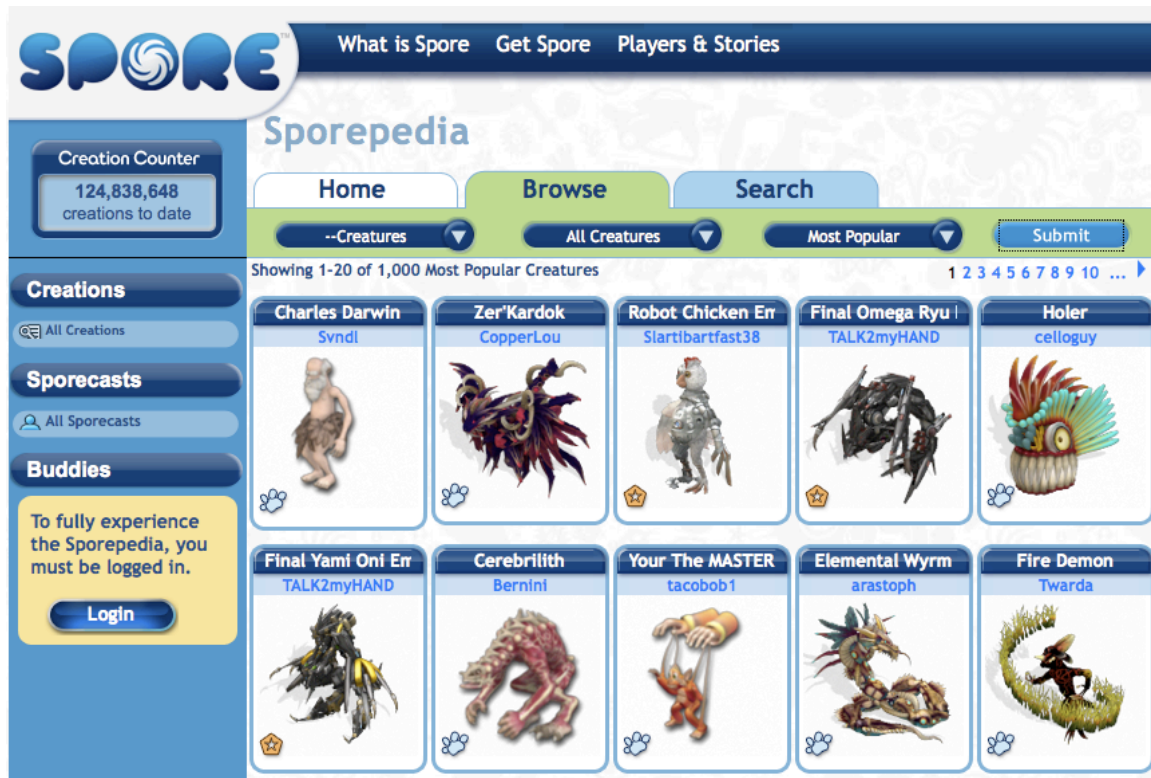 SPORE™
What is Spore Get Spore Players & Stories
Sporepedia
Creation Counter
124,838,648
creations to date
Home Browse Search
--Creatures All Creatures Most Popular Submit
Showing 1-20 of 1,000 Most Popular Creatures 1 2 3 4 5 6 7 8 9 10 ...
Creations
All Creations
Sporecasts
All Sporecasts
Buddies
To fully experience
the Sporepedia, you
must be logged in.
Login
Charles Darwin Zer'Kardok Robot Chicken Em Final Omega Ryu Holer
Svndl CopperLou Slartibartfast38 TALK2myHAND celloguy
Final Yami Oni Em Cerebrilith Your The MASTER Elemental Wyrm Fire Demon
TALK2myHAND Bernini tacobob1 arastoph Twarda